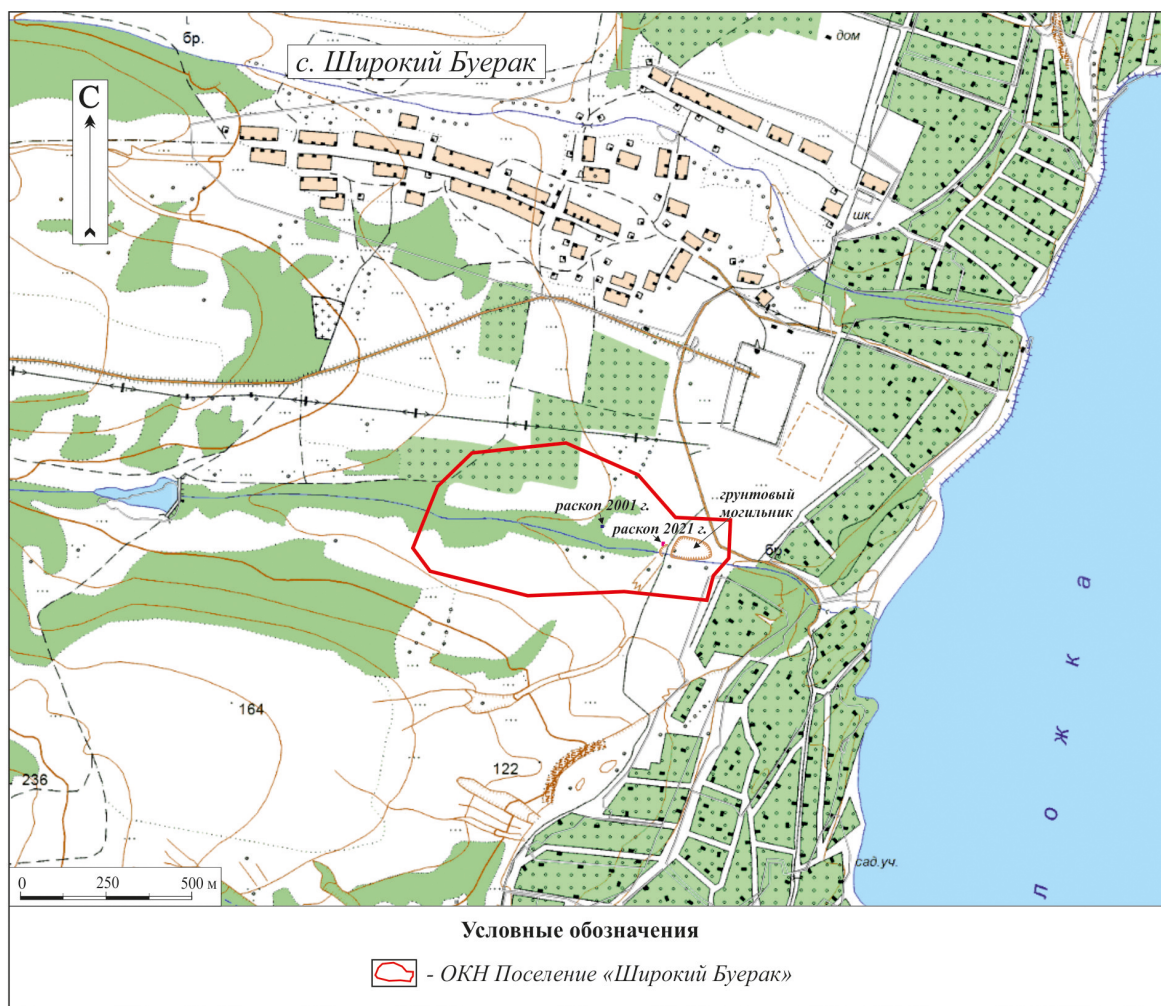 бр.
дом
с. Широкий Буерак
С
шк.
грунтовый
могильник
раскоп 2001 г.
раскоп 2021 г.
бр.
ложка
164
122
236
сад.уч.
0 250 500 м
Условные обозначения
- ОКН Поселение «Широкий Буерак»